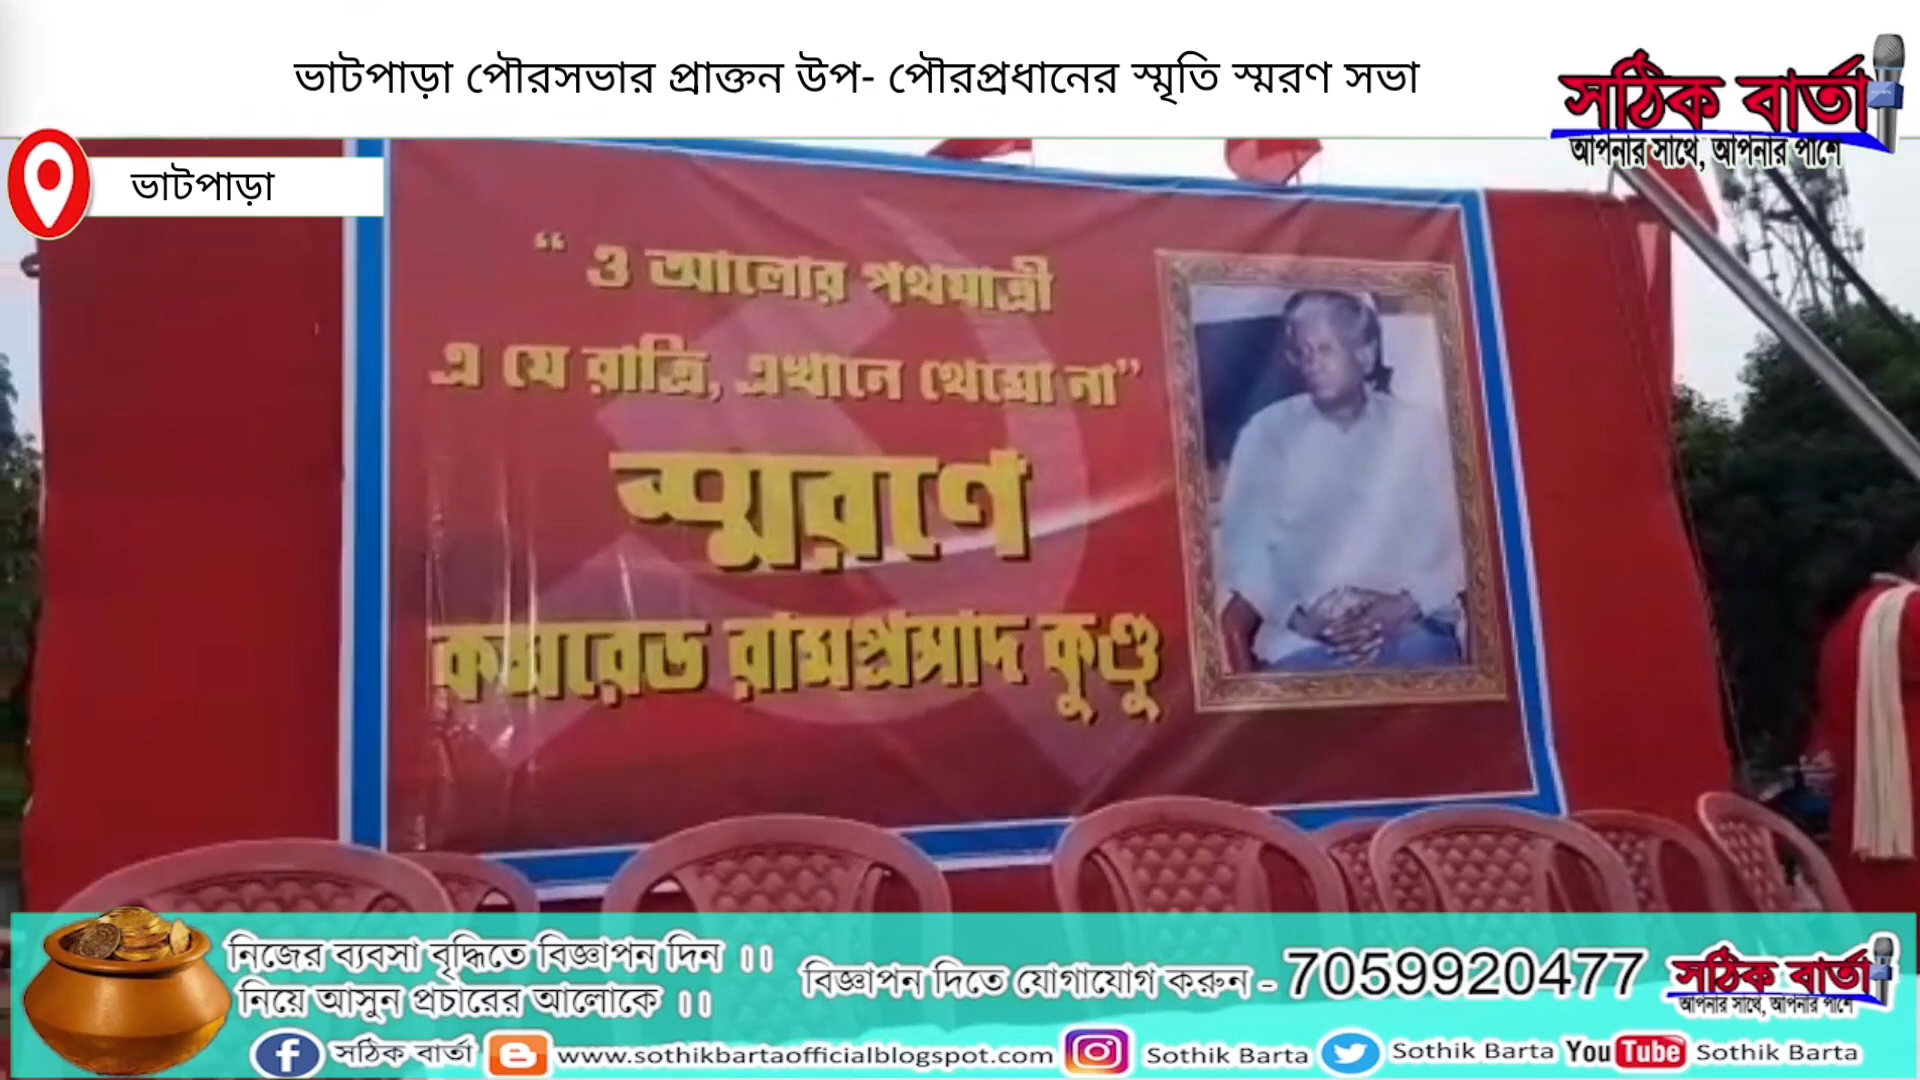 ভাটপাড়া পৌরসভার প্রাক্তন উপ- পৌরপ্রধানের স্মৃতি স্মরণ সভা
সঠিক বার্তা
আপনার সাথে, আপনার পাশে
ভাটপাড়া
“ ও আলোর পথযাত্রী
এ যে রাত্রি, এখানে থেমো না”
স্মরণে
কমরেড রামপ্রসাদ কুণ্ডু
নিজের ব্যবসা বৃদ্ধিতে বিজ্ঞাপন দিন ।।
নিয়ে আসুন প্রচারের আলোকে ।।
বিজ্ঞাপন দিতে যোগাযোগ করুন - 7059920477
সঠিক বার্তা
আপনার সাথে, আপনার পাশে
সঠিক বার্তা www.sothikbartaofficialblogspot.com Sothik Barta Sothik Barta YouTube Sothik Barta